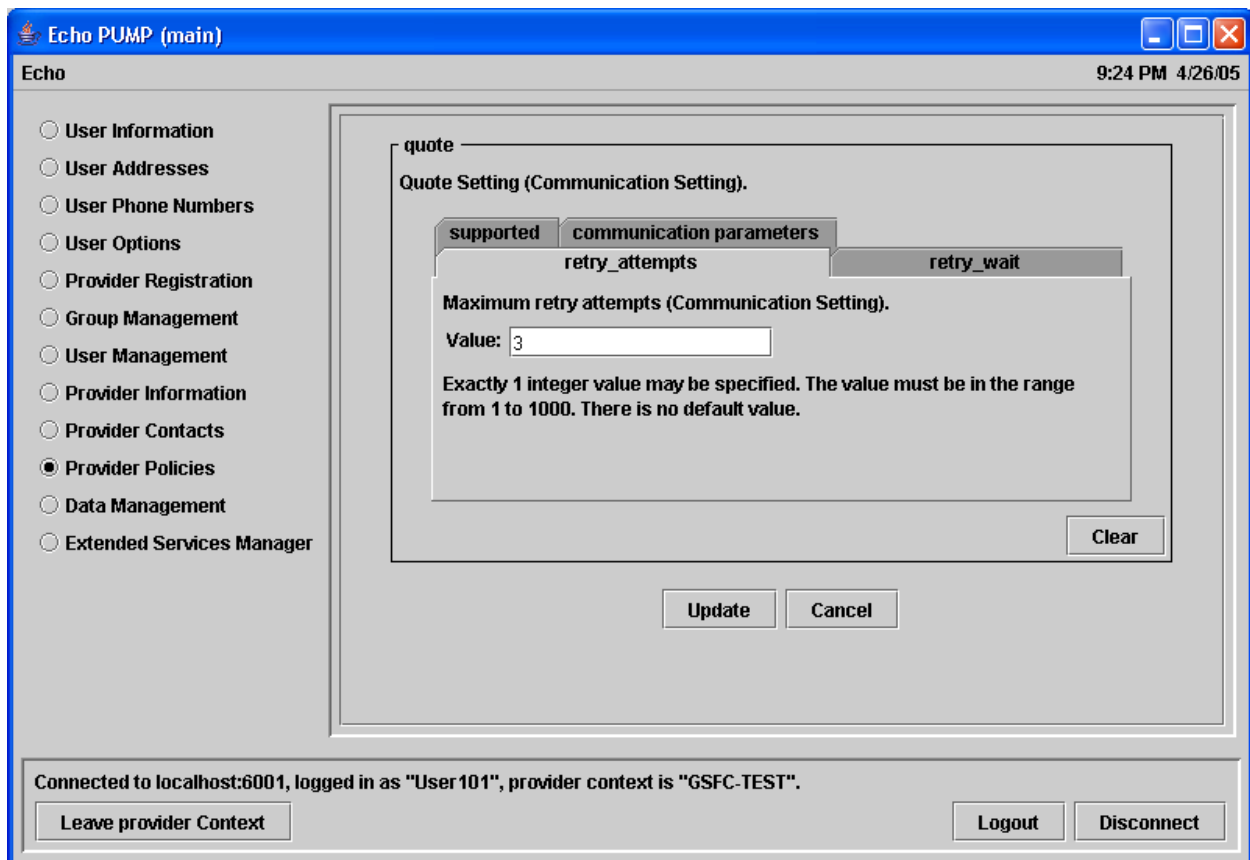 Echo PUMP (main)
Echo
9:24 PM 4/26/05
User Information
User Addresses
User Phone Numbers
User Options
Provider Registration
Group Management
User Management
Provider Information
Provider Contacts
Provider Policies
Data Management
Extended Services Manager
quote
Quote Setting (Communication Setting).
supported
communication parameters
retry_attempts
retry_wait
Maximum retry attempts (Communication Setting).
Value: 3
Exactly 1 integer value may be specified. The value must be in the range
from 1 to 1000. There is no default value.
Clear
Update
Cancel
Connected to localhost:6001, logged in as "User101", provider context is "GSFC-TEST".
Leave provider Context
Logout
Disconnect